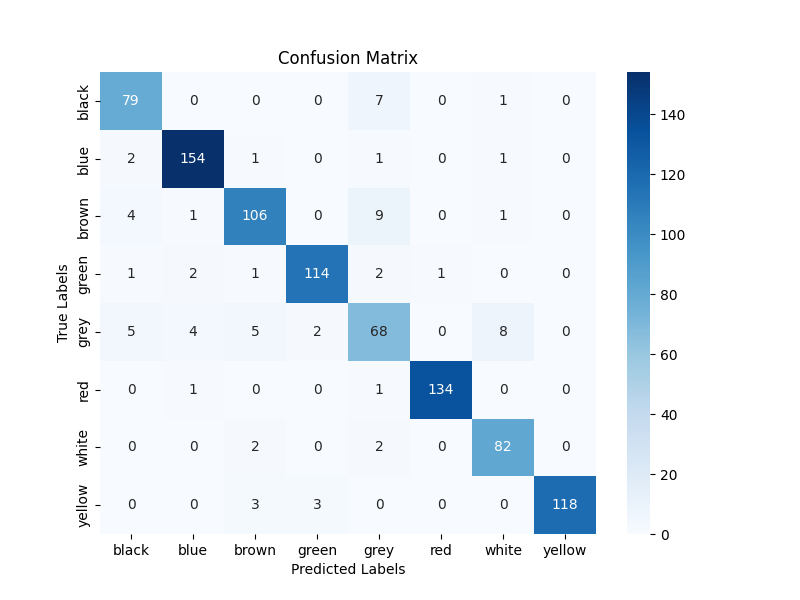 Confusion Matrix
black 79 0 0 0 7 0 1 0
blue 2 154 1 0 1 0 1 0
brown 4 1 106 0 9 0 1 0
green 1 2 1 114 2 1 0 0
grey 5 4 5 2 68 0 8 0
red 0 1 0 0 1 134 0 0
white 0 0 2 0 2 0 82 0
yellow 0 0 3 3 0 0 0 118
black blue brown green grey red white yellow
Predicted Labels
True Labels
140
120
100
80
60
40
20
0